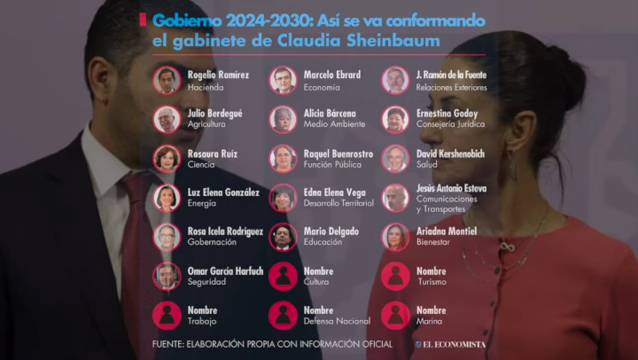 Gobierno 2024-2030: Así se va conformando
el gabinete de Claudia Sheinbaum
Rogelio Ramírez
Hacienda
Marcelo Ebrard
Economía
J. Ramón de la Fuente
Relaciones Exteriores
Julio Berdegué
Agricultura
Alicia Bárcena
Medio Ambiente
Ernestina Godoy
Consejería Jurídica
Rosaura Ruíz
Ciencia
Raquel Buenrostro
Función Pública
David Kershenobich
Salud
Luz Elena González
Energía
Edna Elena Vega
Desarrollo Territorial
Jesús Antonio Esteva
Comunicaciones
y Transportes
Rosa Icela Rodríguez
Gobernación
Mario Delgado
Educación
Ariadna Montiel
Bienestar
Omar García Harfuch
Seguridad
Nombre
Cultura
Nombre
Turismo
Nombre
Trabajo
Nombre
Defensa Nacional
Nombre
Marina
FUENTE: ELABORACIÓN PROPIA CON INFORMACIÓN OFICIAL
EL ECONOMISTA